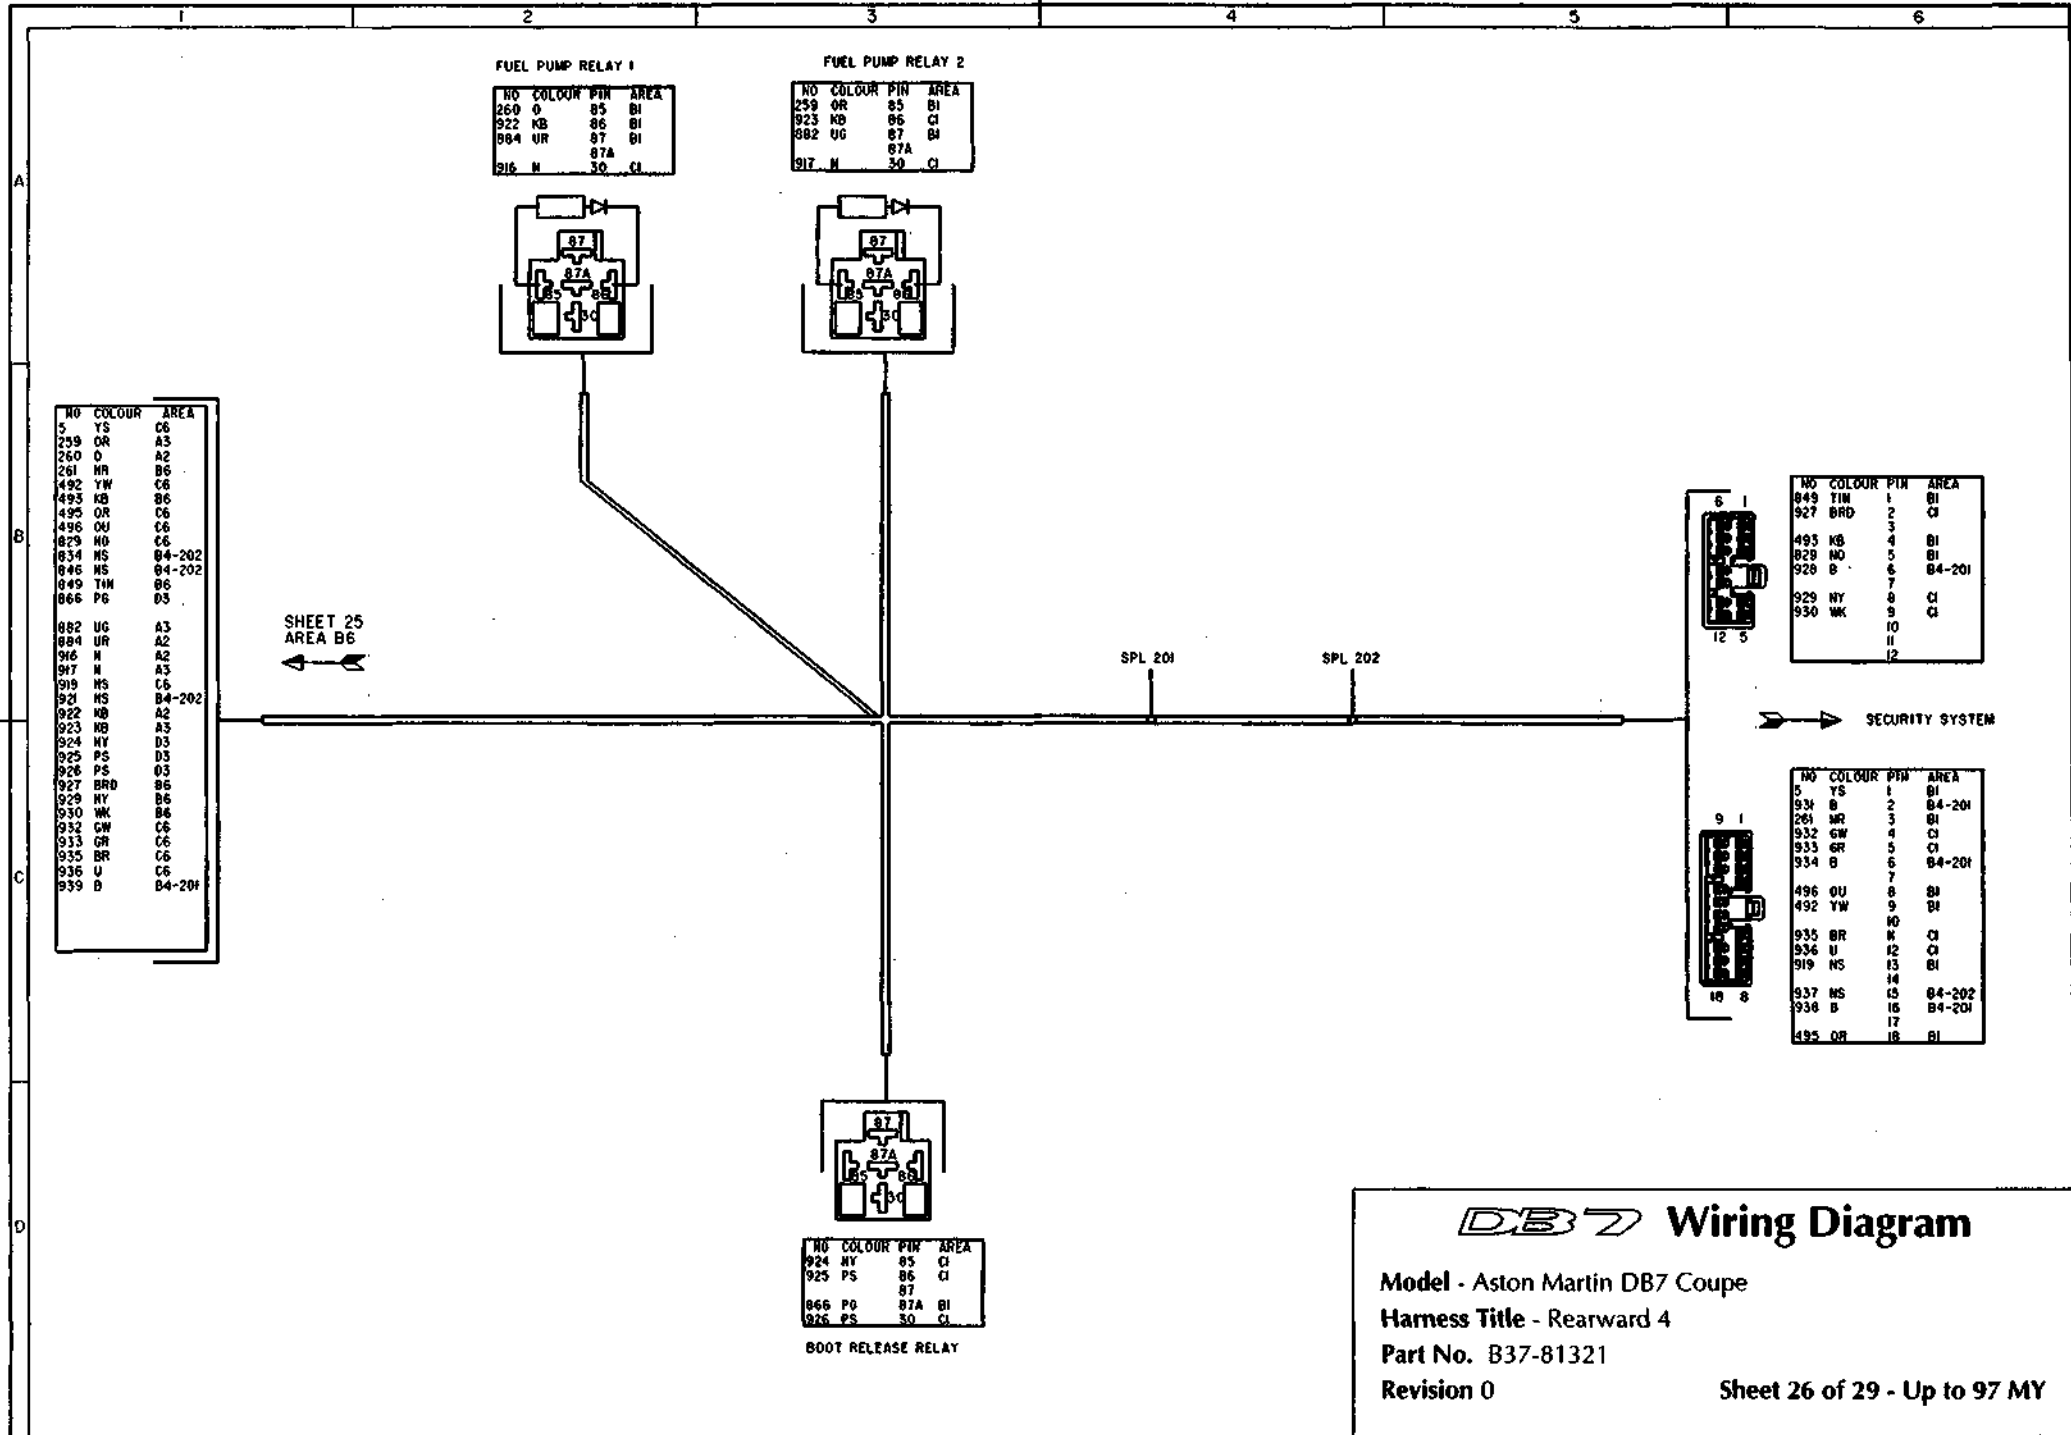 1 2 3 4 5 6
FUEL PUMP RELAY 1
NO COLOUR PIN AREA
260 O 85 B1
922 KB 86 B1
884 UR 87 B1
87A
916 N 30 C1
FUEL PUMP RELAY 2
NO COLOUR PIN AREA
259 OR 85 B1
923 KB 86 C1
882 UG 87 B1
87A
917 N 30 C1
A
87
87A
85 86
30
87
87A
85 86
30
B
NO COLOUR AREA
5 YS C6
259 OR A3
260 O A2
261 NR B6
492 YW C6
493 KB B6
495 OR C6
496 OU C6
829 NO C6
834 NS B4-202
846 NS B4-202
849 TIN B6
866 PG D3
882 UG A3
884 UR A2
916 N A2
917 N A3
919 NS C6
921 NS B4-202
922 KB A2
923 KB A3
924 NY D3
925 PS D3
926 PS D3
927 BRD B6
929 NY B6
930 WK B6
932 GW C6
933 GR C6
935 BR C6
936 U C6
939 B B4-201
SHEET 25
AREA B6
SPL 201
SPL 202
6 1
12 5
NO COLOUR PIN AREA
849 TIN 1 B1
927 BRD 2 C1
3
493 KB 4 B1
829 NO 5 B1
928 B 6 B4-201
7
929 NY 8 C1
930 WK 9 C1
10
11
12
SECURITY SYSTEM
C
9 1
18 8
NO COLOUR PIN AREA
5 YS 1 B1
931 B 2 B4-201
261 NR 3 B1
932 GW 4 C1
933 GR 5 C1
934 B 6 B4-201
7
496 OU 8 B1
492 YW 9 B1
10
935 BR 11 C1
936 U 12 C1
919 NS 13 B1
14
937 NS 15 B4-202
938 B 16 B4-201
17
495 OR 18 B1
D
87
87A
85 86
30
NO COLOUR PIN AREA
924 NY 85 C1
925 PS 86 C1
87
866 PG 87A B1
926 PS 30 C1
BOOT RELEASE RELAY
DB7 Wiring Diagram
Model - Aston Martin DB7 Coupe
Harness Title - Rearward 4
Part No. B37-81321
Revision 0
Sheet 26 of 29 - Up to 97 MY